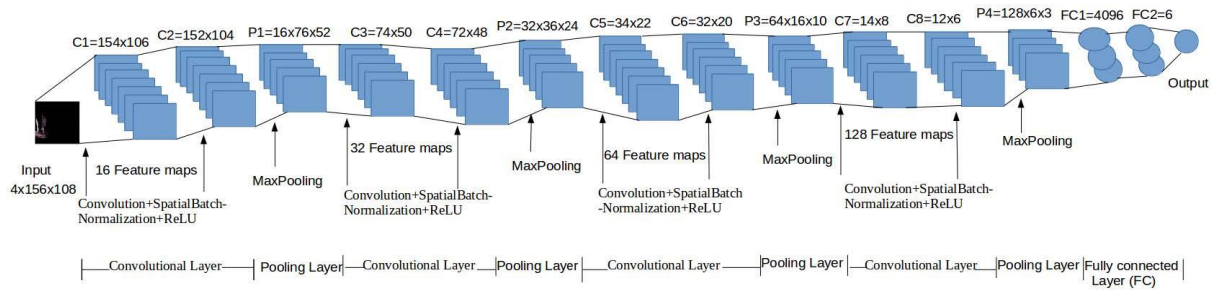 C1=154x106
C2=152x104
P1=16x76x52
C3=74x50
C4=72x48
P2=32x36x24
C5=34x22
C6=32x20
P3=64x16x10
C7=14x8
C8=12x6
P4=128x6x3
FC1=4096
FC2=6
Output
Input
4x156x108
16 Feature maps
Convolution+SpatialBatch-
Normalization+ReLU
MaxPooling
32 Feature maps
Convolution+SpatialBatch-
Normalization+ReLU
MaxPooling
64 Feature maps
Convolution+SpatialBatch
-Normalization+ReLU
MaxPooling
128 Feature maps
Convolution+SpatialBatch-
Normalization+ReLU
MaxPooling
Convolutional Layer
Pooling Layer
Convolutional Layer
Pooling Layer
Convolutional Layer
Pooling Layer
Convolutional Layer
Pooling Layer
Fully connected
Layer (FC)